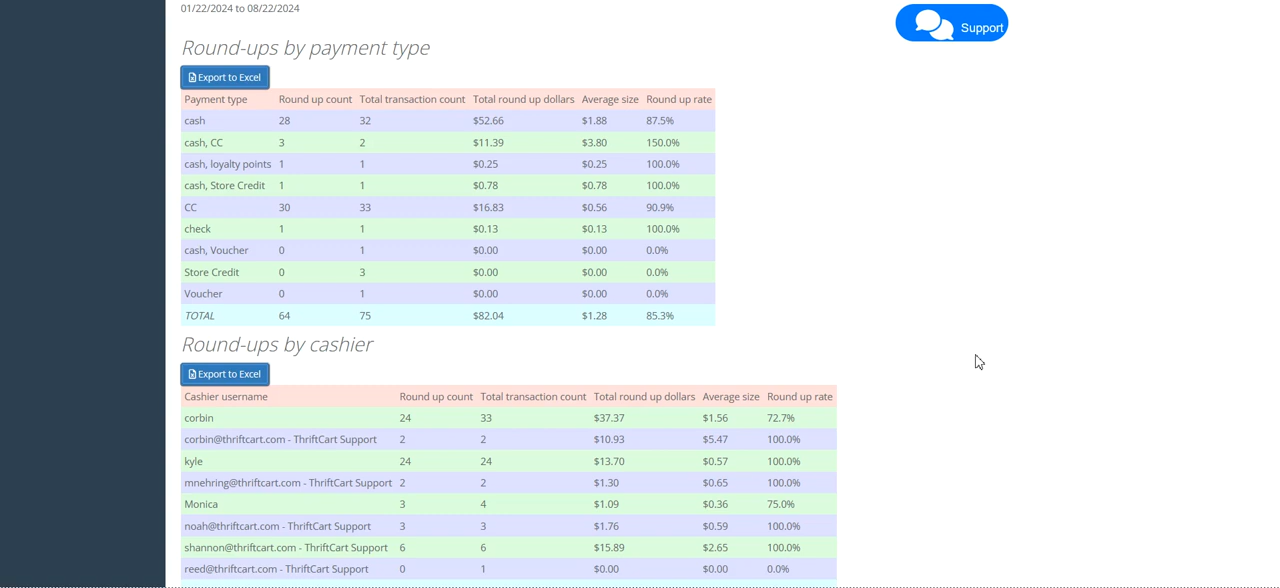 01/22/2024 to 08/22/2024
Support
Round-ups by payment type
Export to Excel
Payment type Round up count Total transaction count Total round up dollars Average size Round up rate
cash 28 32 $52.66 $1.88 87.5%
cash, CC 3 2 $11.39 $3.80 150.0%
cash, loyalty points 1 1 $0.25 $0.25 100.0%
cash, Store Credit 1 1 $0.78 $0.78 100.0%
CC 30 33 $16.83 $0.56 90.9%
check 1 1 $0.13 $0.13 100.0%
cash, Voucher 0 1 $0.00 $0.00 0.0%
Store Credit 0 3 $0.00 $0.00 0.0%
Voucher 0 1 $0.00 $0.00 0.0%
TOTAL 64 75 $82.04 $1.28 85.3%
Round-ups by cashier
Export to Excel
Cashier username Round up count Total transaction count Total round up dollars Average size Round up rate
corbin 24 33 $37.37 $1.56 72.7%
corbin@thriftcart.com - ThriftCart Support 2 2 $10.93 $5.47 100.0%
kyle 24 24 $13.70 $0.57 100.0%
mnehring@thriftcart.com - ThriftCart Support 2 2 $1.30 $0.65 100.0%
Monica 3 4 $1.09 $0.36 75.0%
noah@thriftcart.com - ThriftCart Support 3 3 $1.76 $0.59 100.0%
shannon@thriftcart.com - ThriftCart Support 6 6 $15.89 $2.65 100.0%
reed@thriftcart.com - ThriftCart Support 0 1 $0.00 $0.00 0.0%